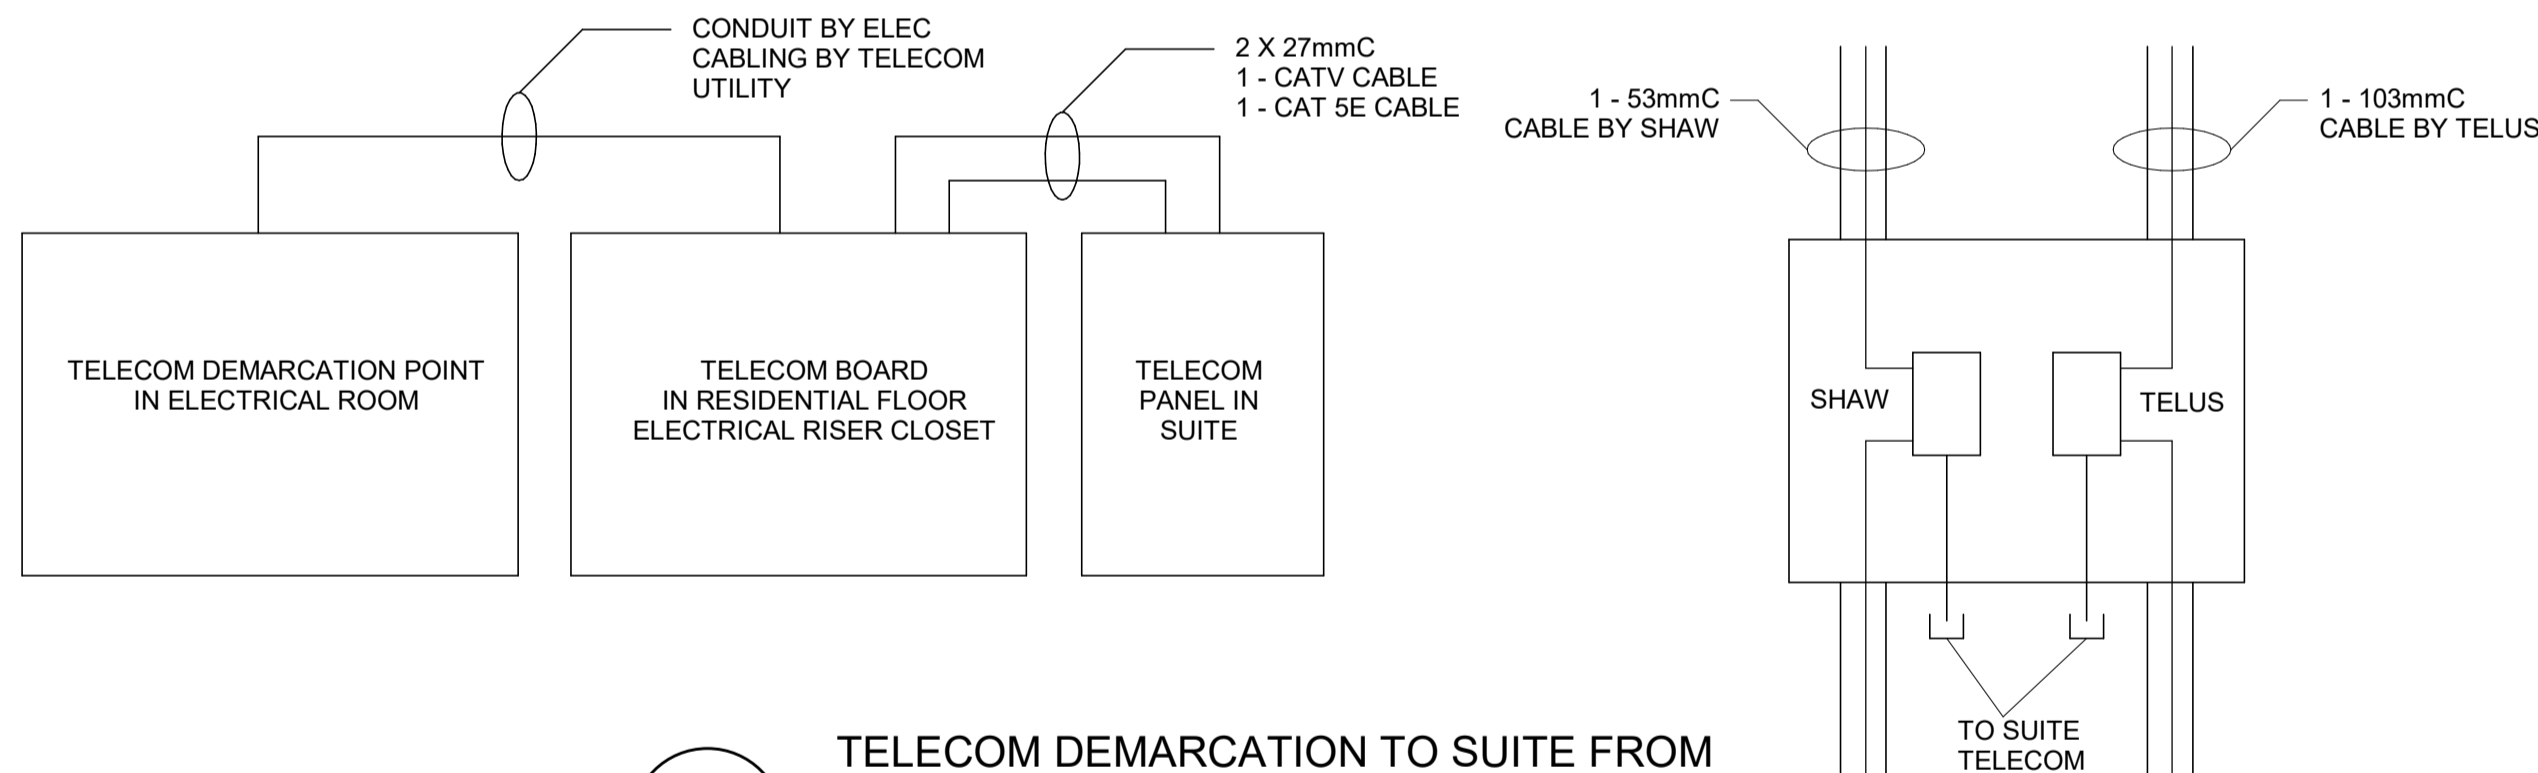 CONDUIT BY ELEC
CABLING BY TELECOM
UTILITY
2 X 27mmC
1 - CATV CABLE
1 - CAT 5E CABLE
1 - 53mmC
CABLE BY SHAW
1 - 103mmC
CABLE BY TELUS
TELECOM DEMARCATION POINT
IN ELECTRICAL ROOM
TELECOM BOARD
IN RESIDENTIAL FLOOR
ELECTRICAL RISER CLOSET
TELECOM
PANEL IN
SUITE
SHAW
TELUS
TO SUITE
TELECOM
TELECOM DEMARCATION TO SUITE FROM